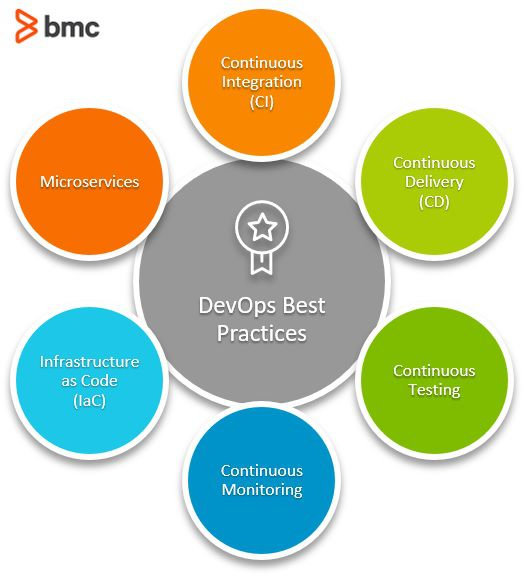 bmc
Continuous
Integration
(CI)
Continuous
Delivery
(CD)
Continuous
Testing
Continuous
Monitoring
Infrastructure
as Code
(IaC)
Microservices
DevOps Best
Practices